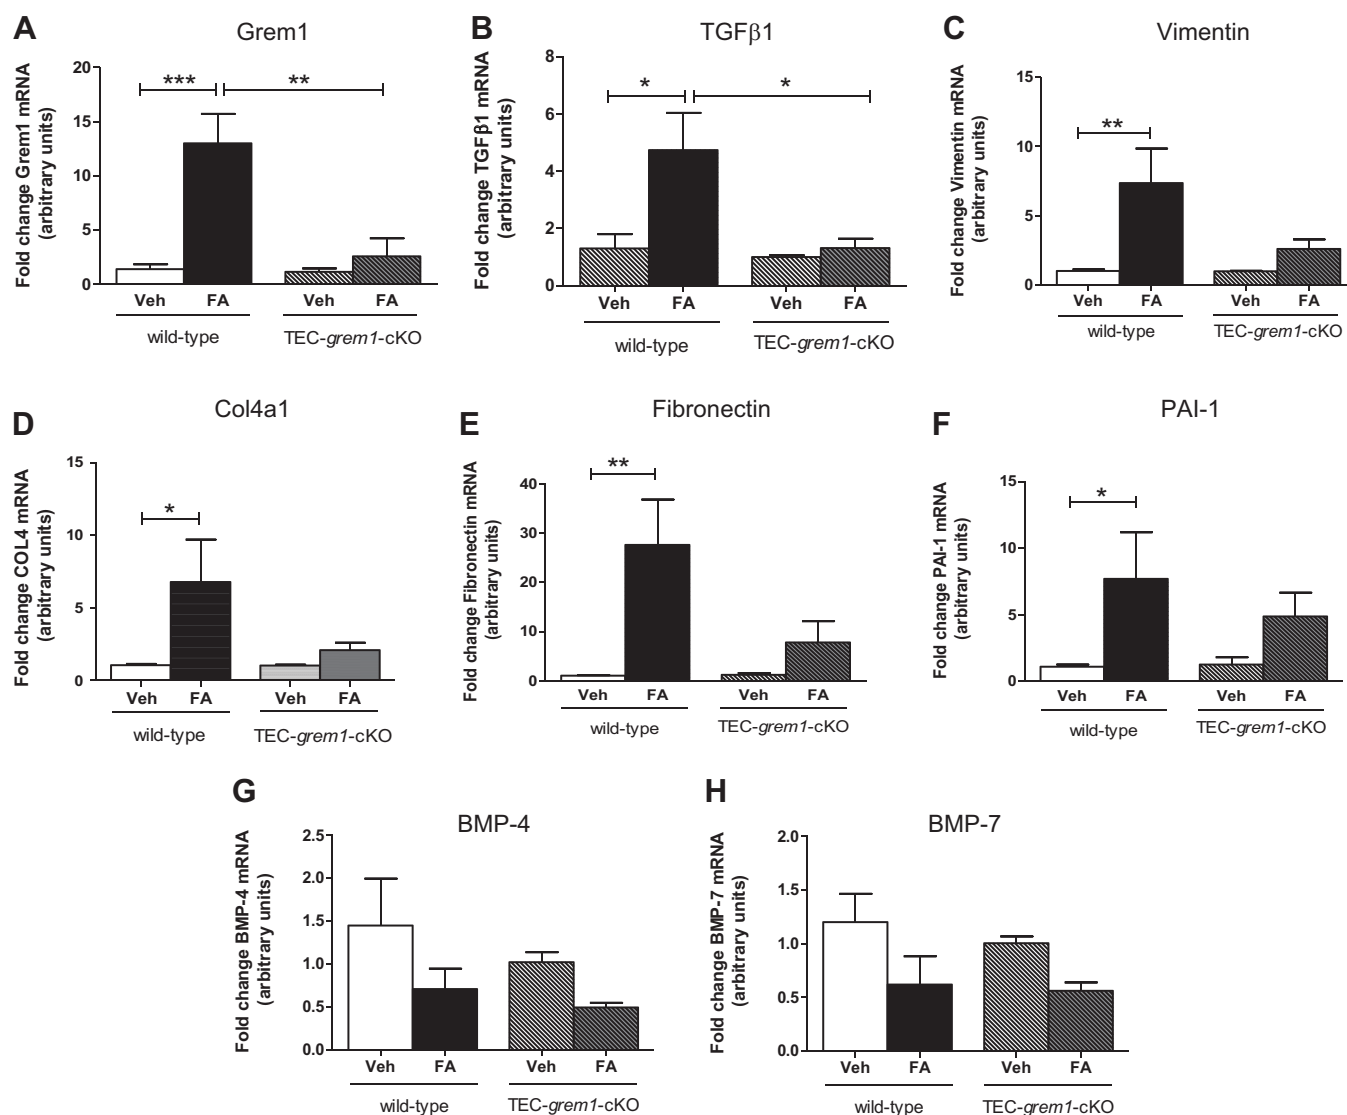 A
Grem1
Fold change Grem1 mRNA
(arbitrary units)
20
15
10
5
0
***
**
Veh
FA
Veh
FA
wild-type
TEC-grem1-cKO
B
TGFβ1
Fold change TGFβ1 mRNA
(arbitrary units)
8
6
4
2
0
*
*
Veh
FA
Veh
FA
wild-type
TEC-grem1-cKO
C
Vimentin
Fold change Vimentin mRNA
(arbitrary units)
15
10
5
0
**
Veh
FA
Veh
FA
wild-type
TEC-grem1-cKO
D
Col4a1
Fold change COL4 mRNA
(arbitrary units)
15
10
5
0
*
Veh
FA
Veh
FA
wild-type
TEC-grem1-cKO
E
Fibronectin
Fold change Fibronectin mRNA
(arbitrary units)
40
30
20
10
0
**
Veh
FA
Veh
FA
wild-type
TEC-grem1-cKO
F
PAI-1
Fold change PAI-1 mRNA
(arbitrary units)
15
10
5
0
*
Veh
FA
Veh
FA
wild-type
TEC-grem1-cKO
G
BMP-4
Fold change BMP-4 mRNA
(arbitrary units)
2.5
2.0
1.5
1.0
0.5
0.0
Veh
FA
Veh
FA
wild-type
TEC-grem1-cKO
H
BMP-7
Fold change BMP-7 mRNA
(arbitrary units)
2.0
1.5
1.0
0.5
0.0
Veh
FA
Veh
FA
wild-type
TEC-grem1-cKO